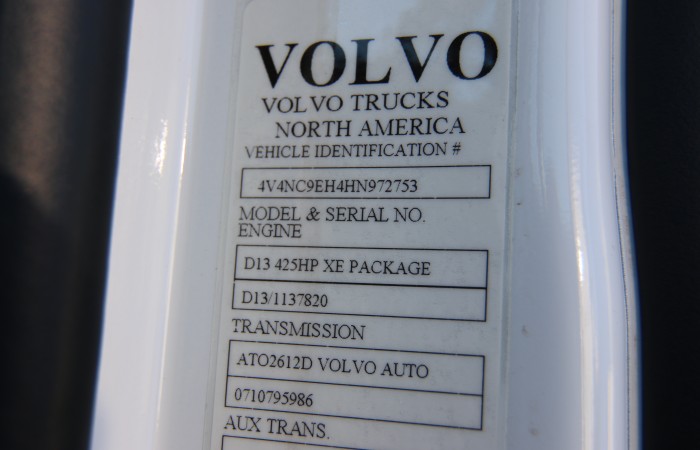 VOLVO
VOLVO TRUCKS
NORTH AMERICA
VEHICLE IDENTIFICATION #
4V4NC9EH4HN972753
MODEL & SERIAL NO.
ENGINE
D13 425HP XE PACKAGE
D13/1137820
TRANSMISSION
ATO2612D VOLVO AUTO
0710795986
AUX TRANS.